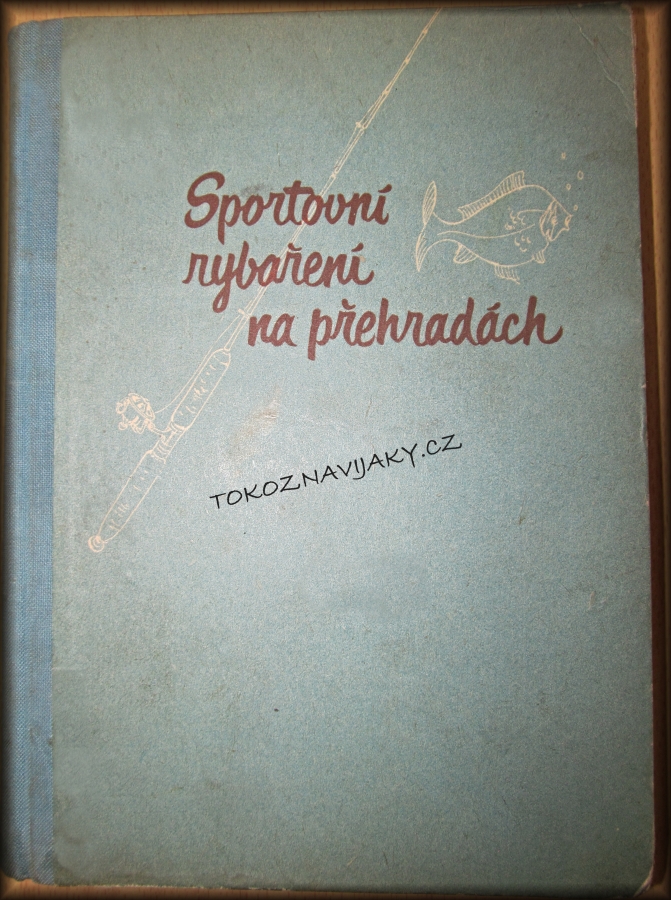 Sportovní
rybaření
na přehradách
TOKOZNAVIJAKY.CZ